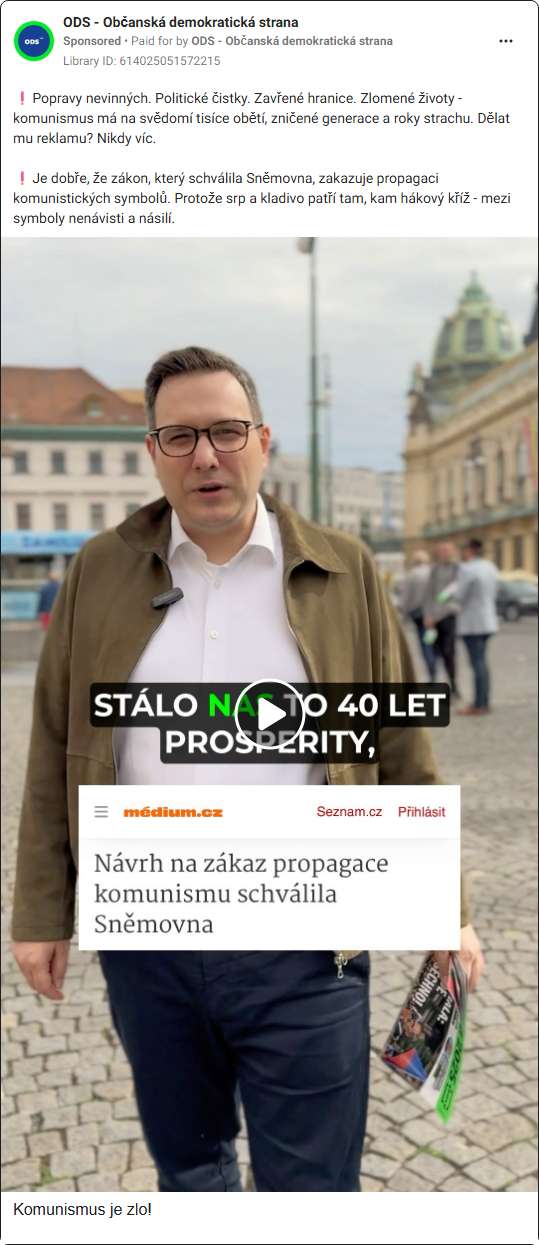 ODS - Občanská demokratická strana
Sponsored • Paid for by ODS - Občanská demokratická strana
Library ID: 614025051572215
ODS
❗ Popravy nevinných. Politické čistky. Zavřené hranice. Zlomené životy -
komunismus má na svědomí tisíce obětí, zničené generace a roky strachu. Dělat
mu reklamu? Nikdy víc.
❗ Je dobře, že zákon, který schválila Sněmovna, zakazuje propagaci
komunistických symbolů. Protože srp a kladivo patří tam, kam hákový kříž - mezi
symboly nenávisti a násilí.
STÁLO NÁS TO 40 LET
PROSPERITY,
médium.cz
Seznam.cz Přihlásit
Návrh na zákaz propagace
komunismu schválila
Sněmovna
Komunismus je zlo!